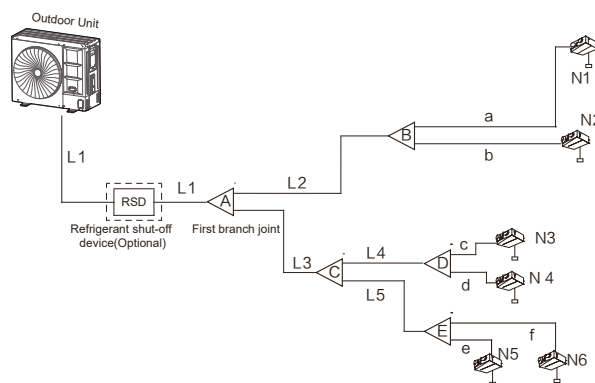 Outdoor Unit
N1
a
N2
B
b
L1
L2
RSD
L1
A
Refrigerant shut-off
device(Optional)
First branch joint
L3
L4
c
N3
C
D
L5
d
N 4
E
f
e
N5
N6